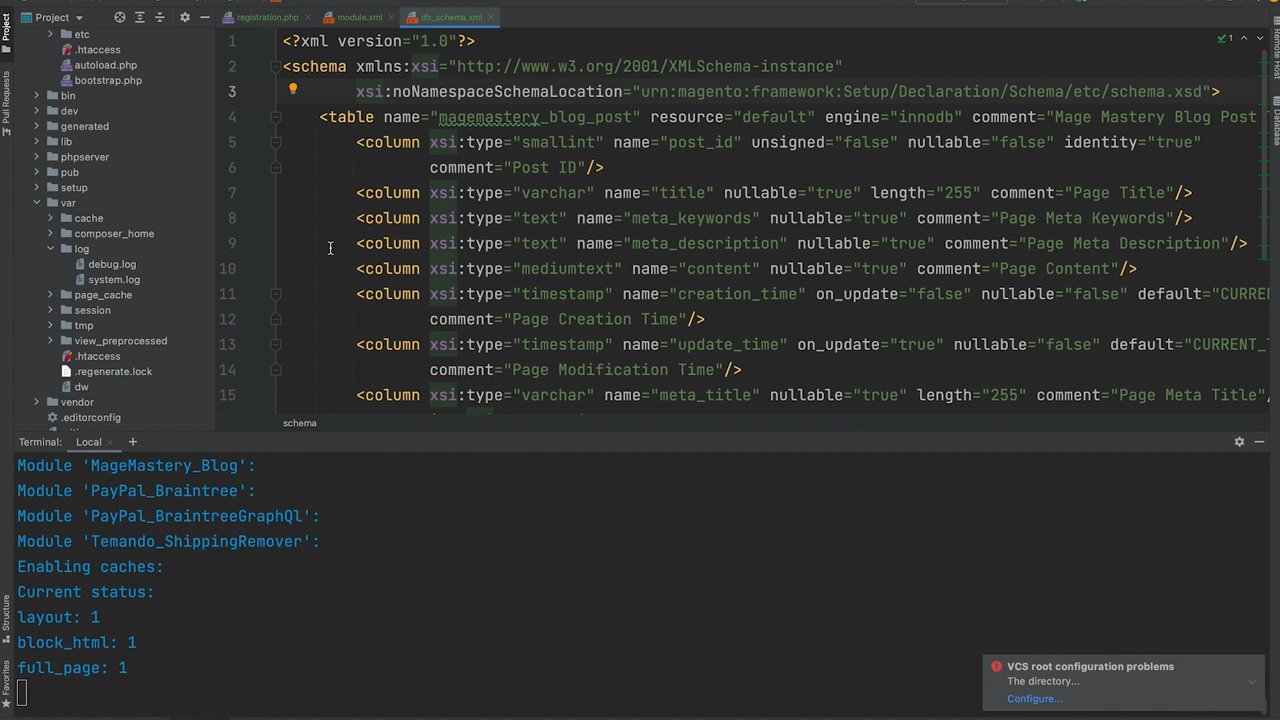 Project
registration.php
module.xml
db_schema.xml
etc
.htaccess
autoload.php
bootstrap.php
bin
dev
generated
lib
phpserver
pub
setup
var
cache
composer_home
log
debug.log
system.log
page_cache
session
tmp
view_preprocessed
.htaccess
.regenerate.lock
dw
vendor
.editorconfig
Project
Pull Requests
Structure
Favorites
Remote Host
Database
1
1 <?xml version="1.0"?>
2 <schema xmlns:xsi="http://www.w3.org/2001/XMLSchema-instance"
3 xsi:noNamespaceSchemaLocation="urn:magento:framework:Setup/Declaration/Schema/etc/schema.xsd">
4 <table name="magemastery_blog_post" resource="default" engine="innodb" comment="Mage Mastery Blog Post
5 <column xsi:type="smallint" name="post_id" unsigned="false" nullable="false" identity="true"
6 comment="Post ID"/>
7 <column xsi:type="varchar" name="title" nullable="true" length="255" comment="Page Title"/>
8 <column xsi:type="text" name="meta_keywords" nullable="true" comment="Page Meta Keywords"/>
9 <column xsi:type="text" name="meta_description" nullable="true" comment="Page Meta Description"/>
10 <column xsi:type="mediumtext" name="content" nullable="true" comment="Page Content"/>
11 <column xsi:type="timestamp" name="creation_time" on_update="false" nullable="false" default="CURRENT
12 comment="Page Creation Time"/>
13 <column xsi:type="timestamp" name="update_time" on_update="true" nullable="false" default="CURRENT_T
14 comment="Page Modification Time"/>
15 <column xsi:type="varchar" name="meta_title" nullable="true" length="255" comment="Page Meta Title"/
schema
Terminal: Local
Module 'MageMastery_Blog':
Module 'PayPal_Braintree':
Module 'PayPal_BraintreeGraphQl':
Module 'Temando_ShippingRemover':
Enabling caches:
Current status:
layout: 1
block_html: 1
full_page: 1
VCS root configuration problems
The directory...
Configure...